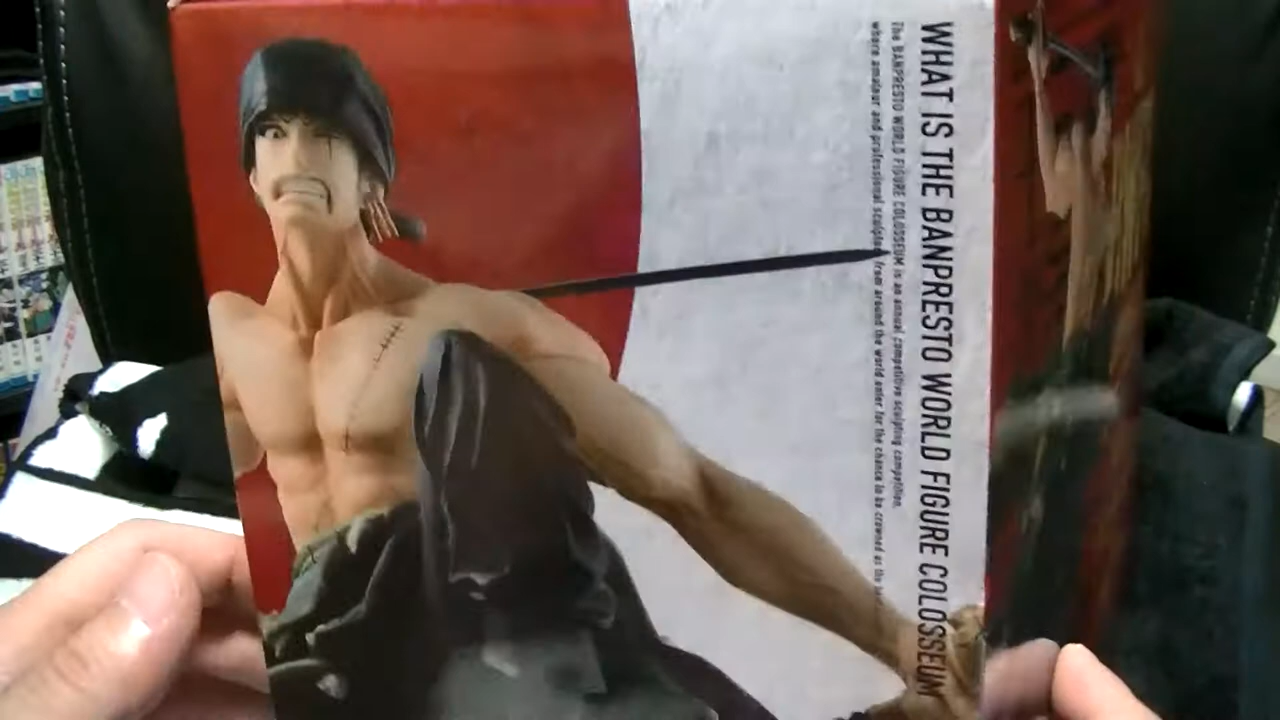 WHAT IS THE BANPRESTO WORLD FIGURE COLOSSEUM
The BANPRESTO WORLD FIGURE COLOSSEUM is an annual competitive sculpting competition,
where amateur and professional sculptors from around the world enter for the chance to be crowned as the